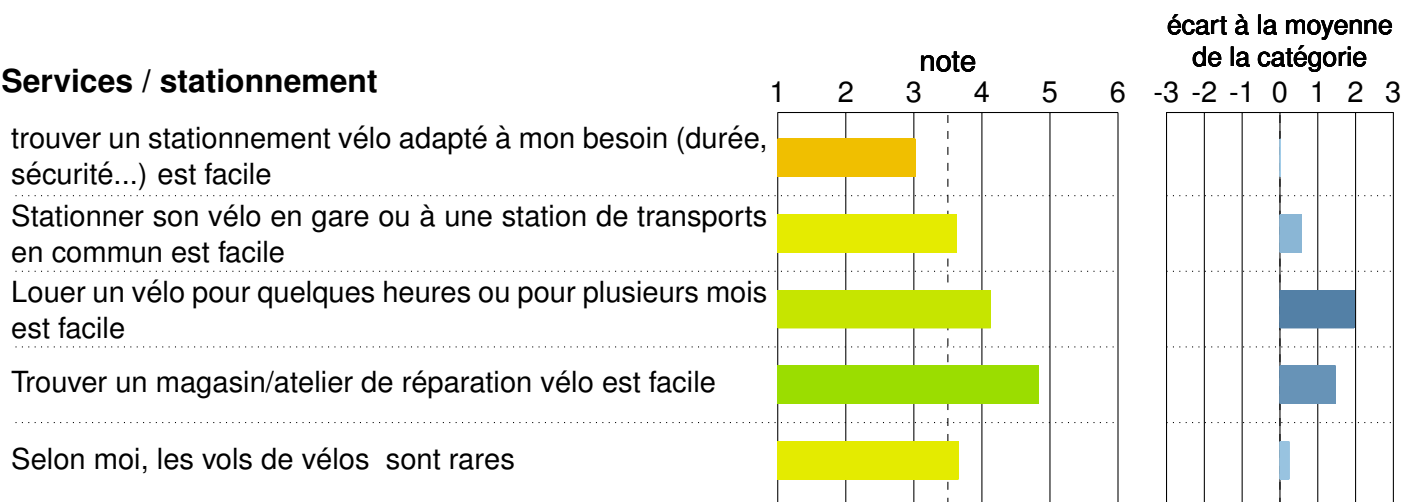 écart à la moyenne
de la catégorie
note
Services / stationnement
1 2 3 4 5 6 -3 -2 -1 0 1 2 3
trouver un stationnement vélo adapté à mon besoin (durée,
sécurité...) est facile
Stationner son vélo en gare ou à une station de transports
en commun est facile
Louer un vélo pour quelques heures ou pour plusieurs mois
est facile
Trouver un magasin/atelier de réparation vélo est facile
Selon moi, les vols de vélos sont rares